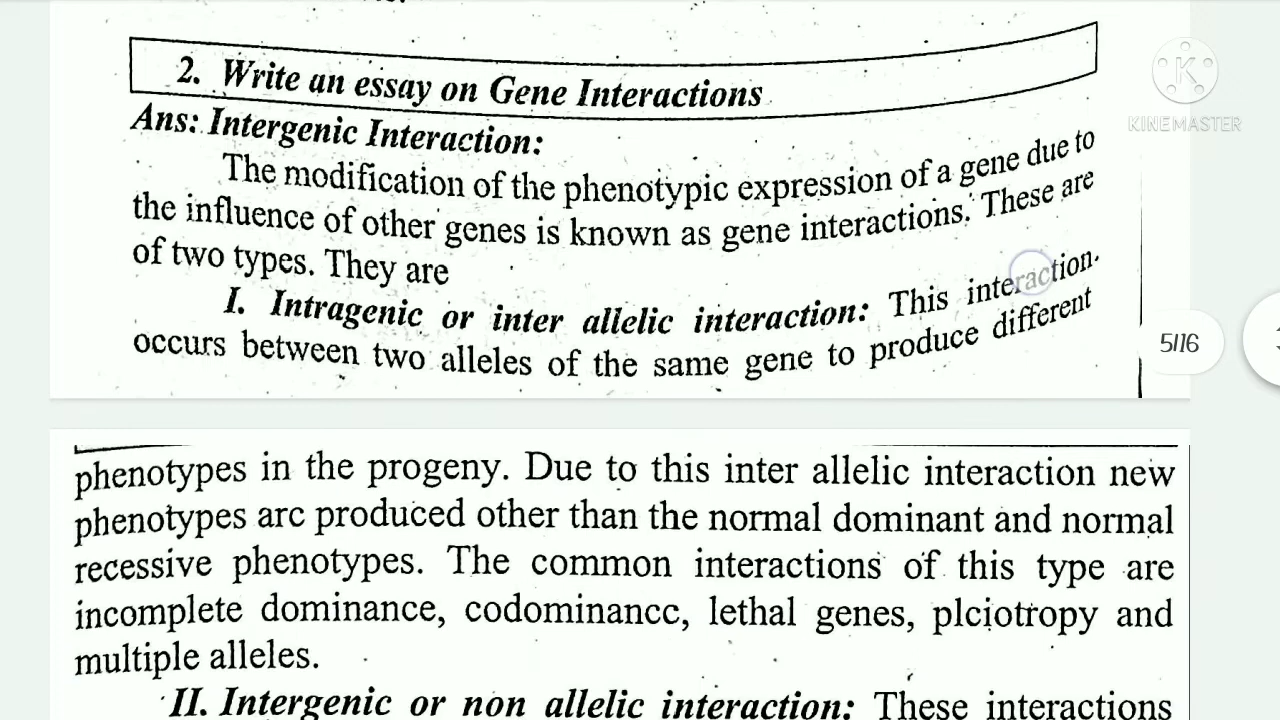 2. Write an essay on Gene Interactions
KINEMASTER
Ans: Intergenic Interaction:
The modification of the phenotypic expression of a gene due to
the influence of other genes is known as gene interactions. These are
of two types. They are
I. Intragenic or inter allelic interaction: This interaction
occurs between two alleles of the same gene to produce different
5/16
phenotypes in the progeny. Due to this inter allelic interaction new
phenotypes arc produced other than the normal dominant and normal
recessive phenotypes. The common interactions of this type are
incomplete dominance, codominancc, lethal genes, plciotropy and
multiple alleles.
II. Intergenic or non allelic interaction: These interactions